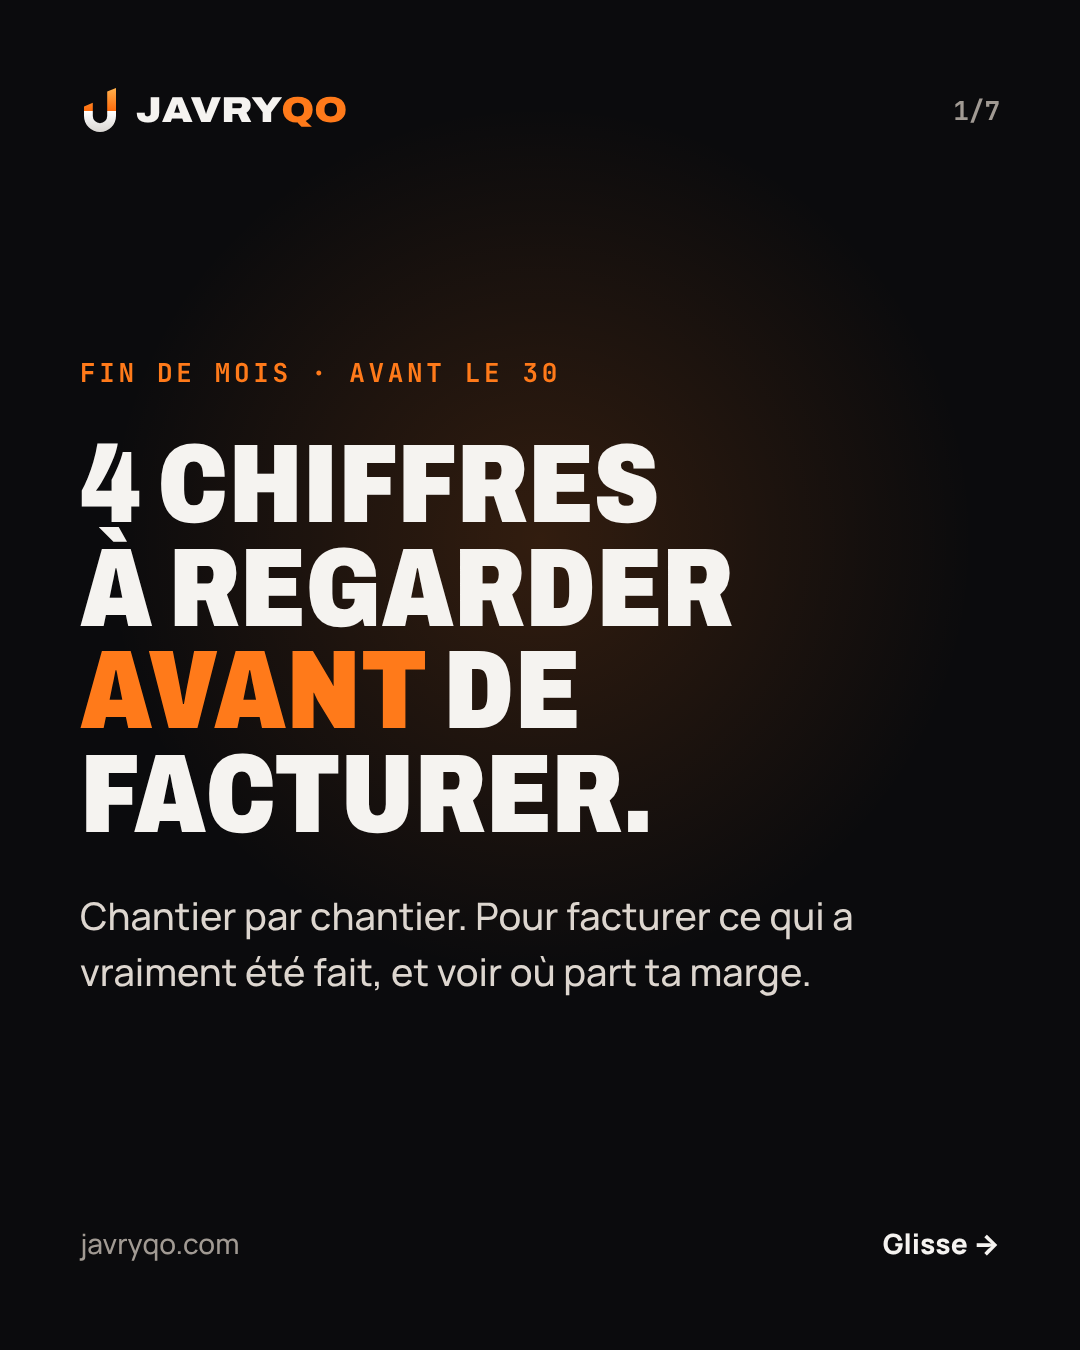 JAVRYQO
1/7
FIN DE MOIS · AVANT LE 30
4 CHIFFRES
À REGARDER
AVANT DE
FACTURER.
Chantier par chantier. Pour facturer ce qui a
vraiment été fait, et voir où part ta marge.
javryqo.com
Glisse →